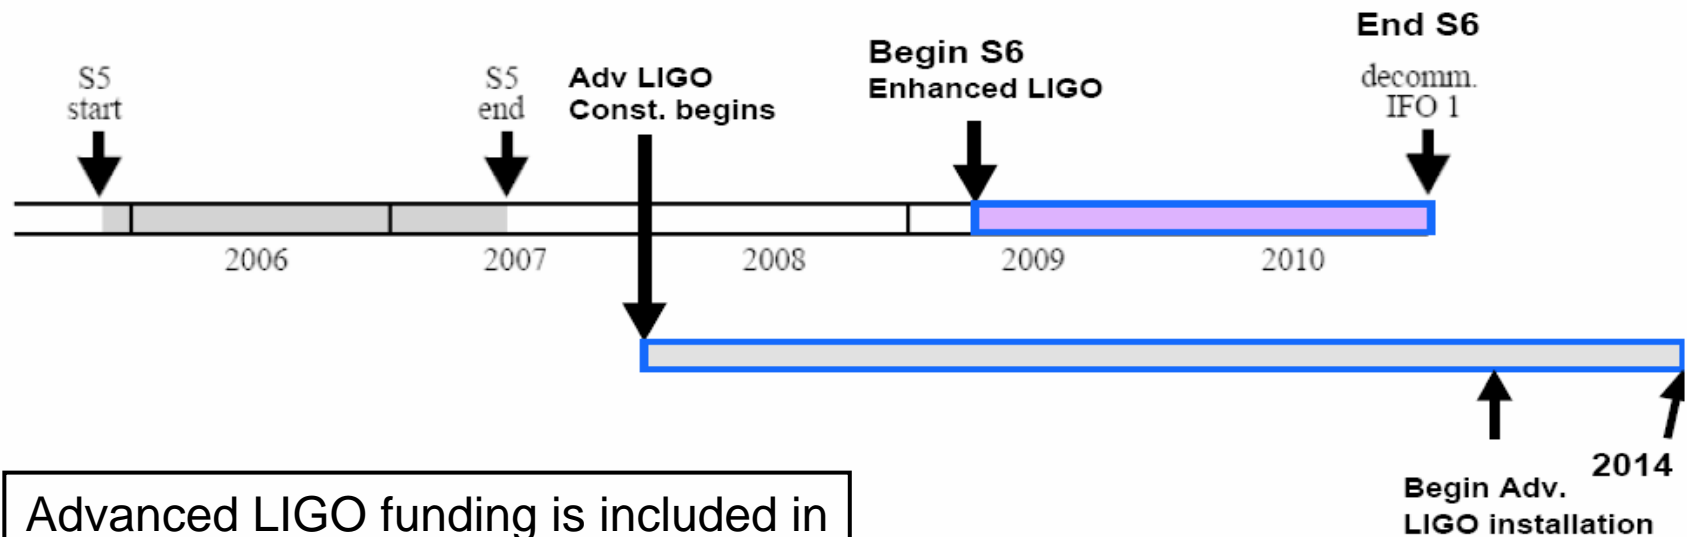 End S6
Begin S6
Enhanced LIGO
S5
start
S5
end
Adv LIGO
Const. begins
decomm.
IFO 1
2006
2007
2008
2009
2010
2014
Begin Adv.
LIGO installation
Advanced LIGO funding is included in